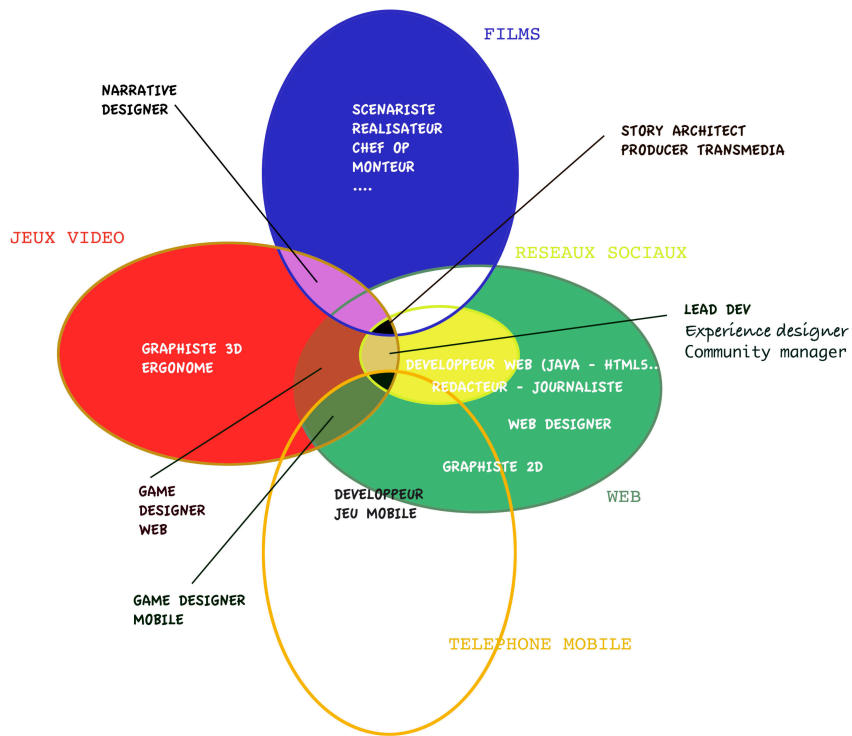 FILMS
NARRATIVE
DESIGNER
SCENARISTE
REALISATEUR
CHEF OP
MONTEUR
....
STORY ARCHITECT
PRODUCER TRANSMEDIA
JEUX VIDEO
RESEAUX SOCIAUX
LEAD DEV
Experience designer
Community manager
GRAPHISTE 3D
ERGONOME
DEVELOPPEUR WEB (JAVA - HTML5..
REDACTEUR - JOURNALISTE
WEB DESIGNER
GRAPHISTE 2D
GAME
DESIGNER
WEB
DEVELOPPEUR
JEU MOBILE
WEB
GAME DESIGNER
MOBILE
TELEPHONE MOBILE